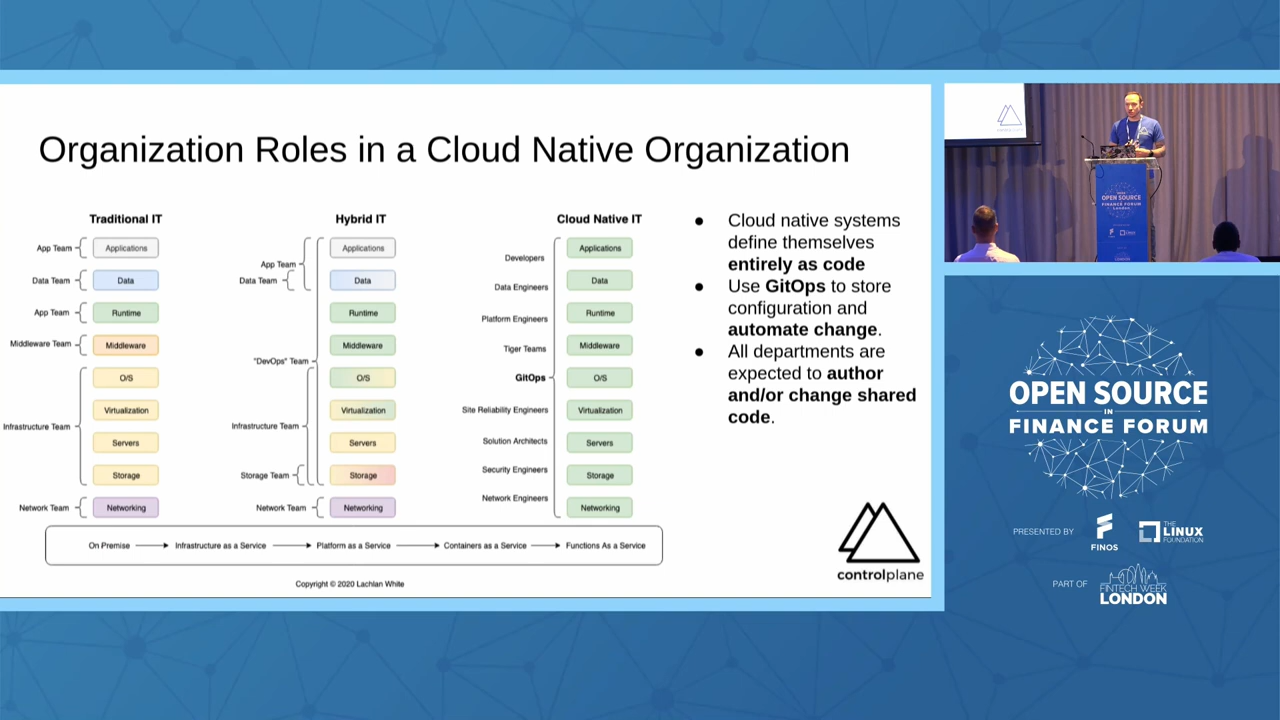 Organization Roles in a Cloud Native Organization
Traditional IT
App Team
Applications
Data Team
Data
App Team
Runtime
Middleware Team
Middleware
O/S
Virtualization
Infrastructure Team
Servers
Storage
Network Team
Networking
Hybrid IT
App Team
Applications
Data Team
Data
Runtime
"DevOps" Team
Middleware
O/S
Virtualization
Infrastructure Team
Servers
Storage Team
Storage
Network Team
Networking
Cloud Native IT
Developers
Applications
Data Engineers
Data
Platform Engineers
Runtime
Tiger Teams
Middleware
GitOps
O/S
Site Reliability Engineers
Virtualization
Solution Architects
Servers
Security Engineers
Storage
Network Engineers
Networking
On Premise
Infrastructure as a Service
Platform as a Service
Containers as a Service
Functions As a Service
Copyright © 2020 Lachlan White
● Cloud native systems
define themselves
entirely as code
● Use GitOps to store
configuration and
automate change.
● All departments are
expected to author
and/or change shared
code.
controlplane
OPEN SOURCE
IN
FINANCE FORUM
London
OPEN SOURCE
IN
FINANCE FORUM
PRESENTED BY
FINOS
THE
LINUX
FOUNDATION
PART OF
FINTECH WEEK
LONDON